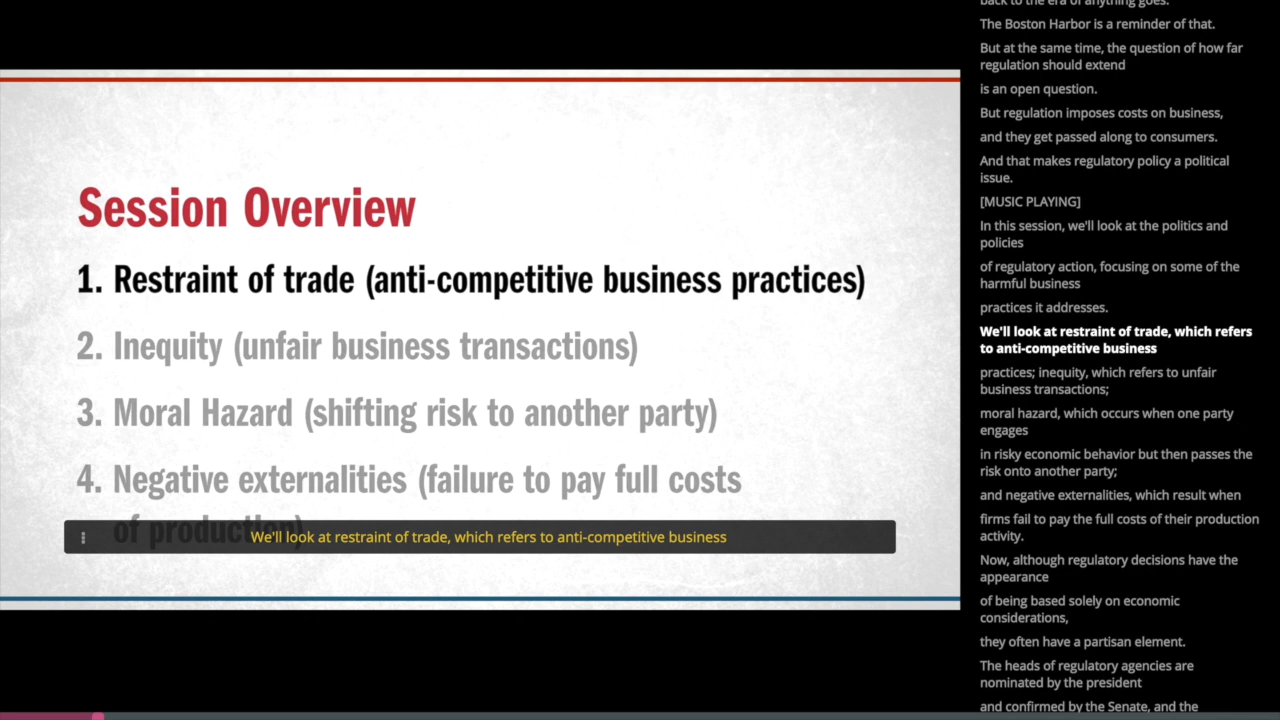 Session Overview
1. Restraint of trade (anti-competitive business practices)
2. Inequity (unfair business transactions)
3. Moral Hazard (shifting risk to another party)
4. Negative externalities (failure to pay full costs
of production)
We'll look at restraint of trade, which refers to anti-competitive business
back to the era of anything goes.
The Boston Harbor is a reminder of that.
But at the same time, the question of how far
regulation should extend
is an open question.
But regulation imposes costs on business,
and they get passed along to consumers.
And that makes regulatory policy a political
issue.
[MUSIC PLAYING]
In this session, we'll look at the politics and
policies
of regulatory action, focusing on some of the
harmful business
practices it addresses.
We'll look at restraint of trade, which refers
to anti-competitive business
practices; inequity, which refers to unfair
business transactions;
moral hazard, which occurs when one party
engages
in risky economic behavior but then passes the
risk onto another party;
and negative externalities, which result when
firms fail to pay the full costs of their production
activity.
Now, although regulatory decisions have the
appearance
of being based solely on economic
considerations,
they often have a partisan element.
The heads of regulatory agencies are
nominated by the president
and confirmed by the Senate, and the